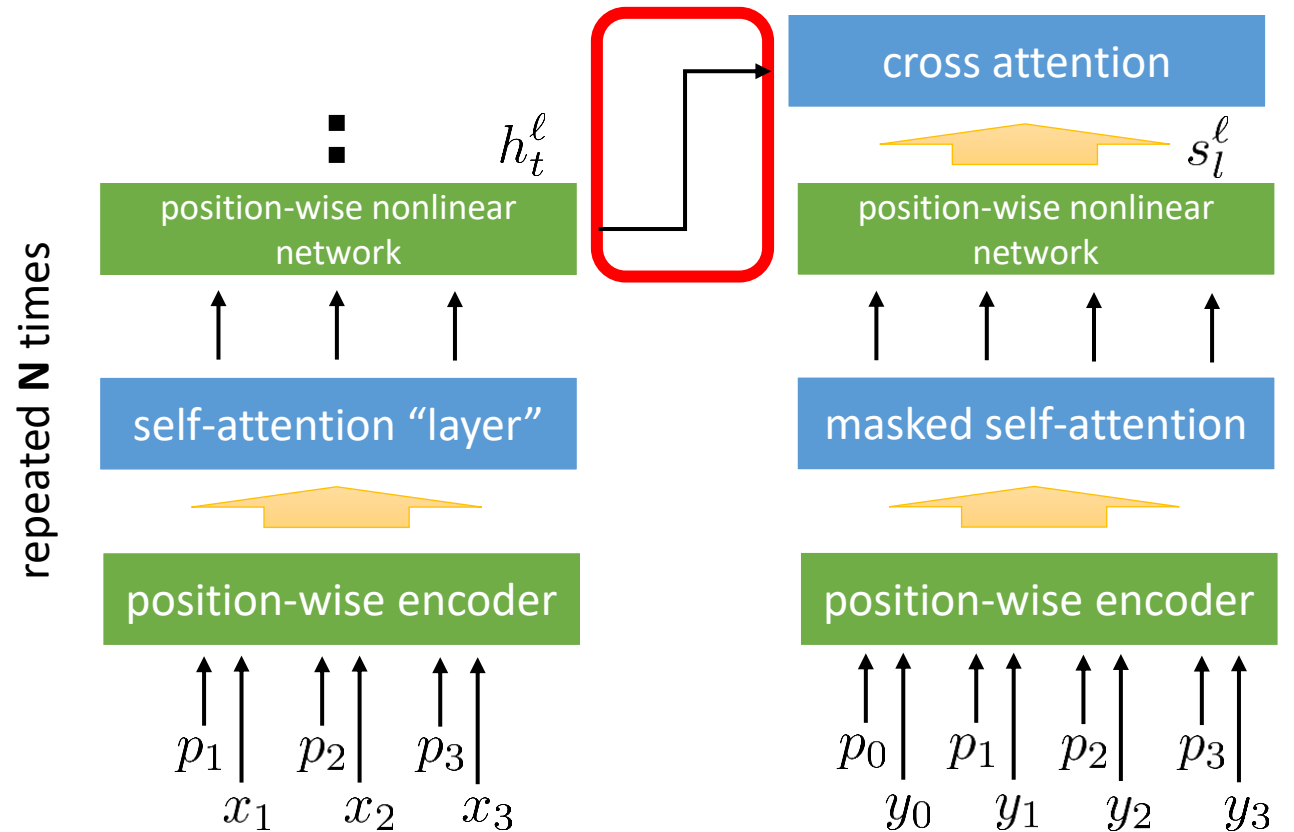 repeated N times
h_t^ℓ
position-wise nonlinear
network
self-attention “layer”
position-wise encoder
p_1 p_2 p_3
x_1 x_2 x_3
cross attention
s_l^ℓ
position-wise nonlinear
network
masked self-attention
position-wise encoder
p_0 p_1 p_2 p_3
y_0 y_1 y_2 y_3